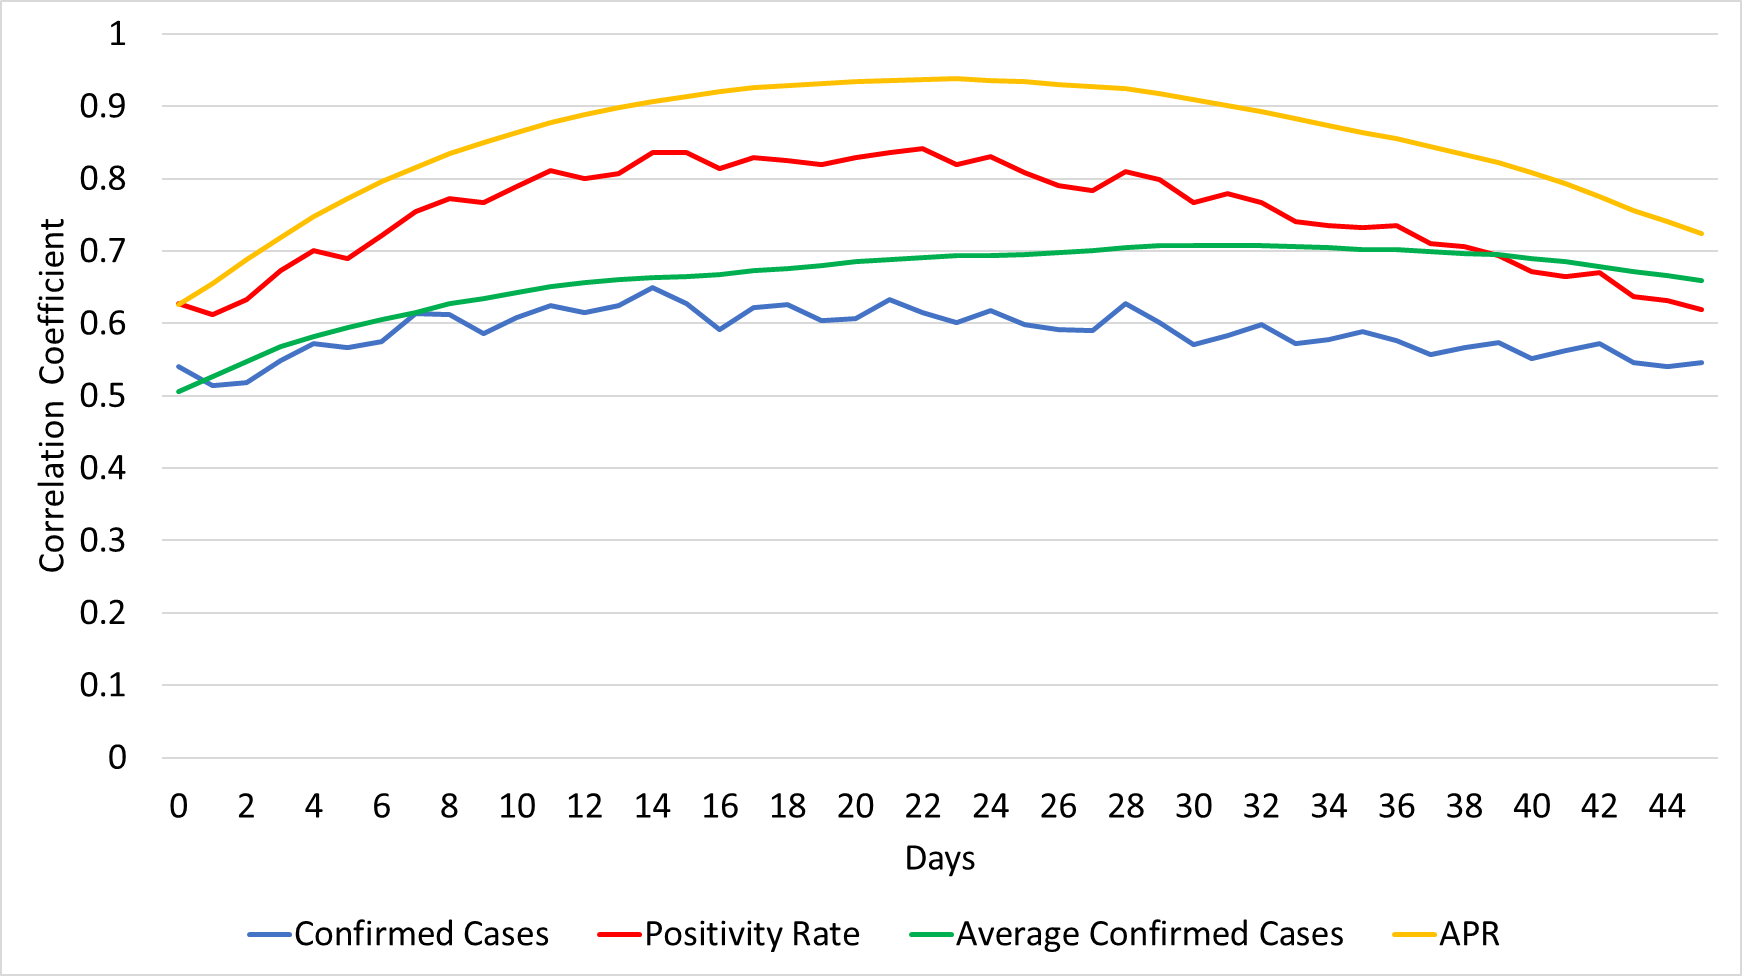 1
0.9
0.8
0.7
0.6
0.5
0.4
0.3
0.2
0.1
0
Correlation Coefficient
0 2 4 6 8 10 12 14 16 18 20 22 24 26 28 30 32 34 36 38 40 42 44
Days
Confirmed Cases Positivity Rate Average Confirmed Cases APR